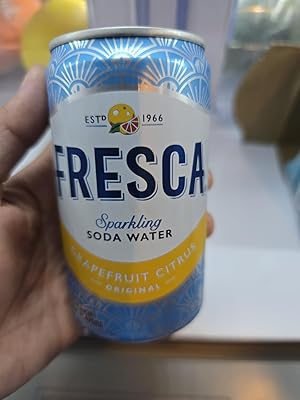 ESTD 1966
FRESCA
Sparkling
SODA WATER
GRAPEFRUIT CITRUS
ORIGINAL